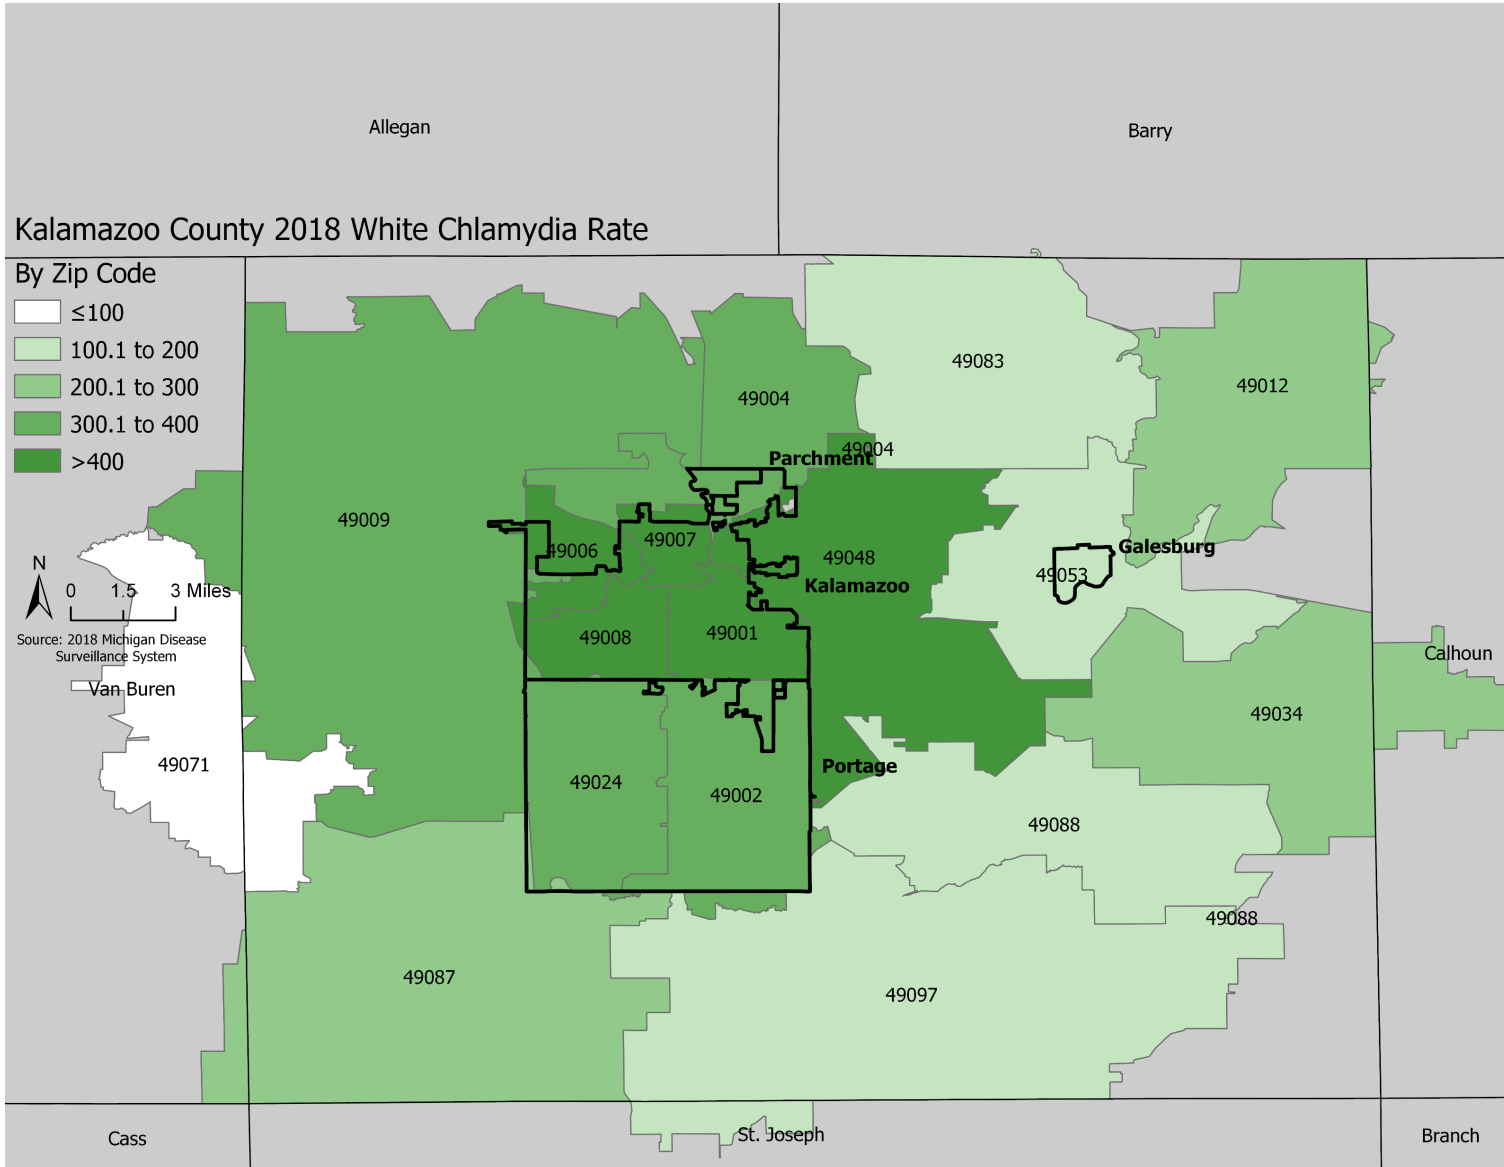 Allegan
Barry
Kalamazoo County 2018 White Chlamydia Rate
By Zip Code
≤100
100.1 to 200
200.1 to 300
300.1 to 400
>400
49083
49012
49004
49004
Parchment
49009
49006
49007
49048
Galesburg
49053
Kalamazoo
N
0 1.5 3 Miles
Source: 2018 Michigan Disease
Surveillance System
49008
49001
Calhoun
Van Buren
49034
49071
49024
49002
Portage
49088
49088
49087
49097
Cass
St. Joseph
Branch